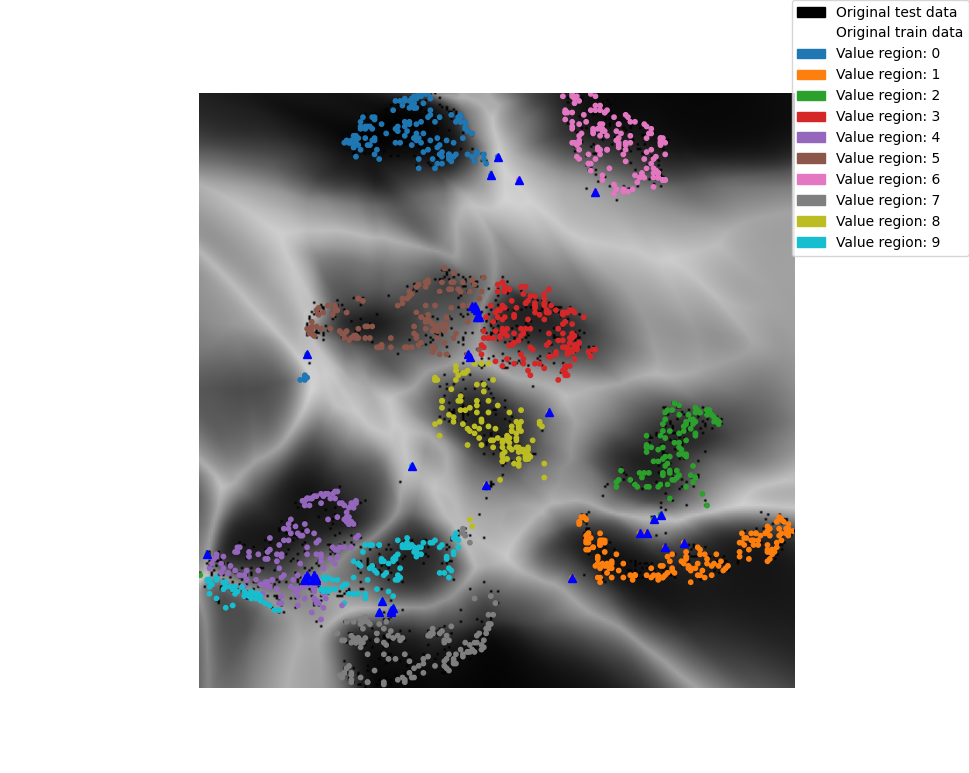 Original test data
Original train data
Value region: 0
Value region: 1
Value region: 2
Value region: 3
Value region: 4
Value region: 5
Value region: 6
Value region: 7
Value region: 8
Value region: 9